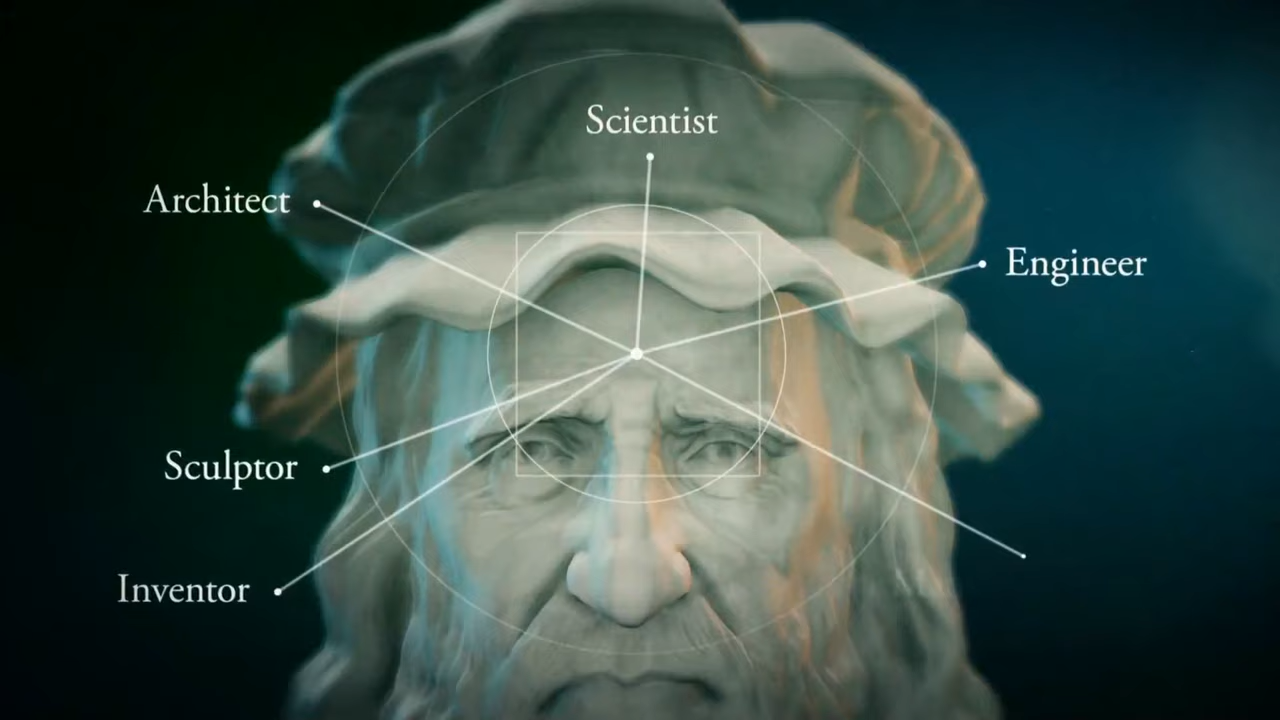 Scientist
Architect
Engineer
Sculptor
Inventor